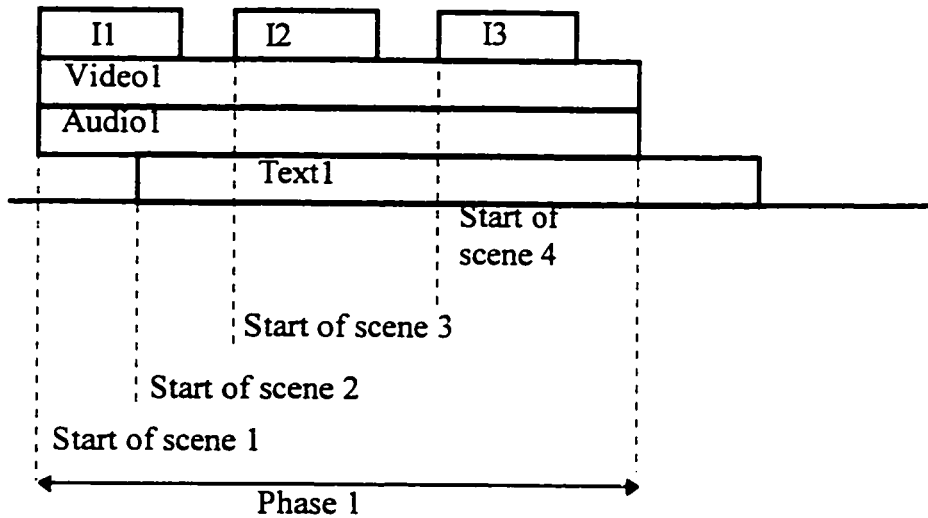 I1
I2
I3
Video1
Audio1
Text1
Start of
scene 4
Start of scene 3
Start of scene 2
Start of scene 1
Phase 1